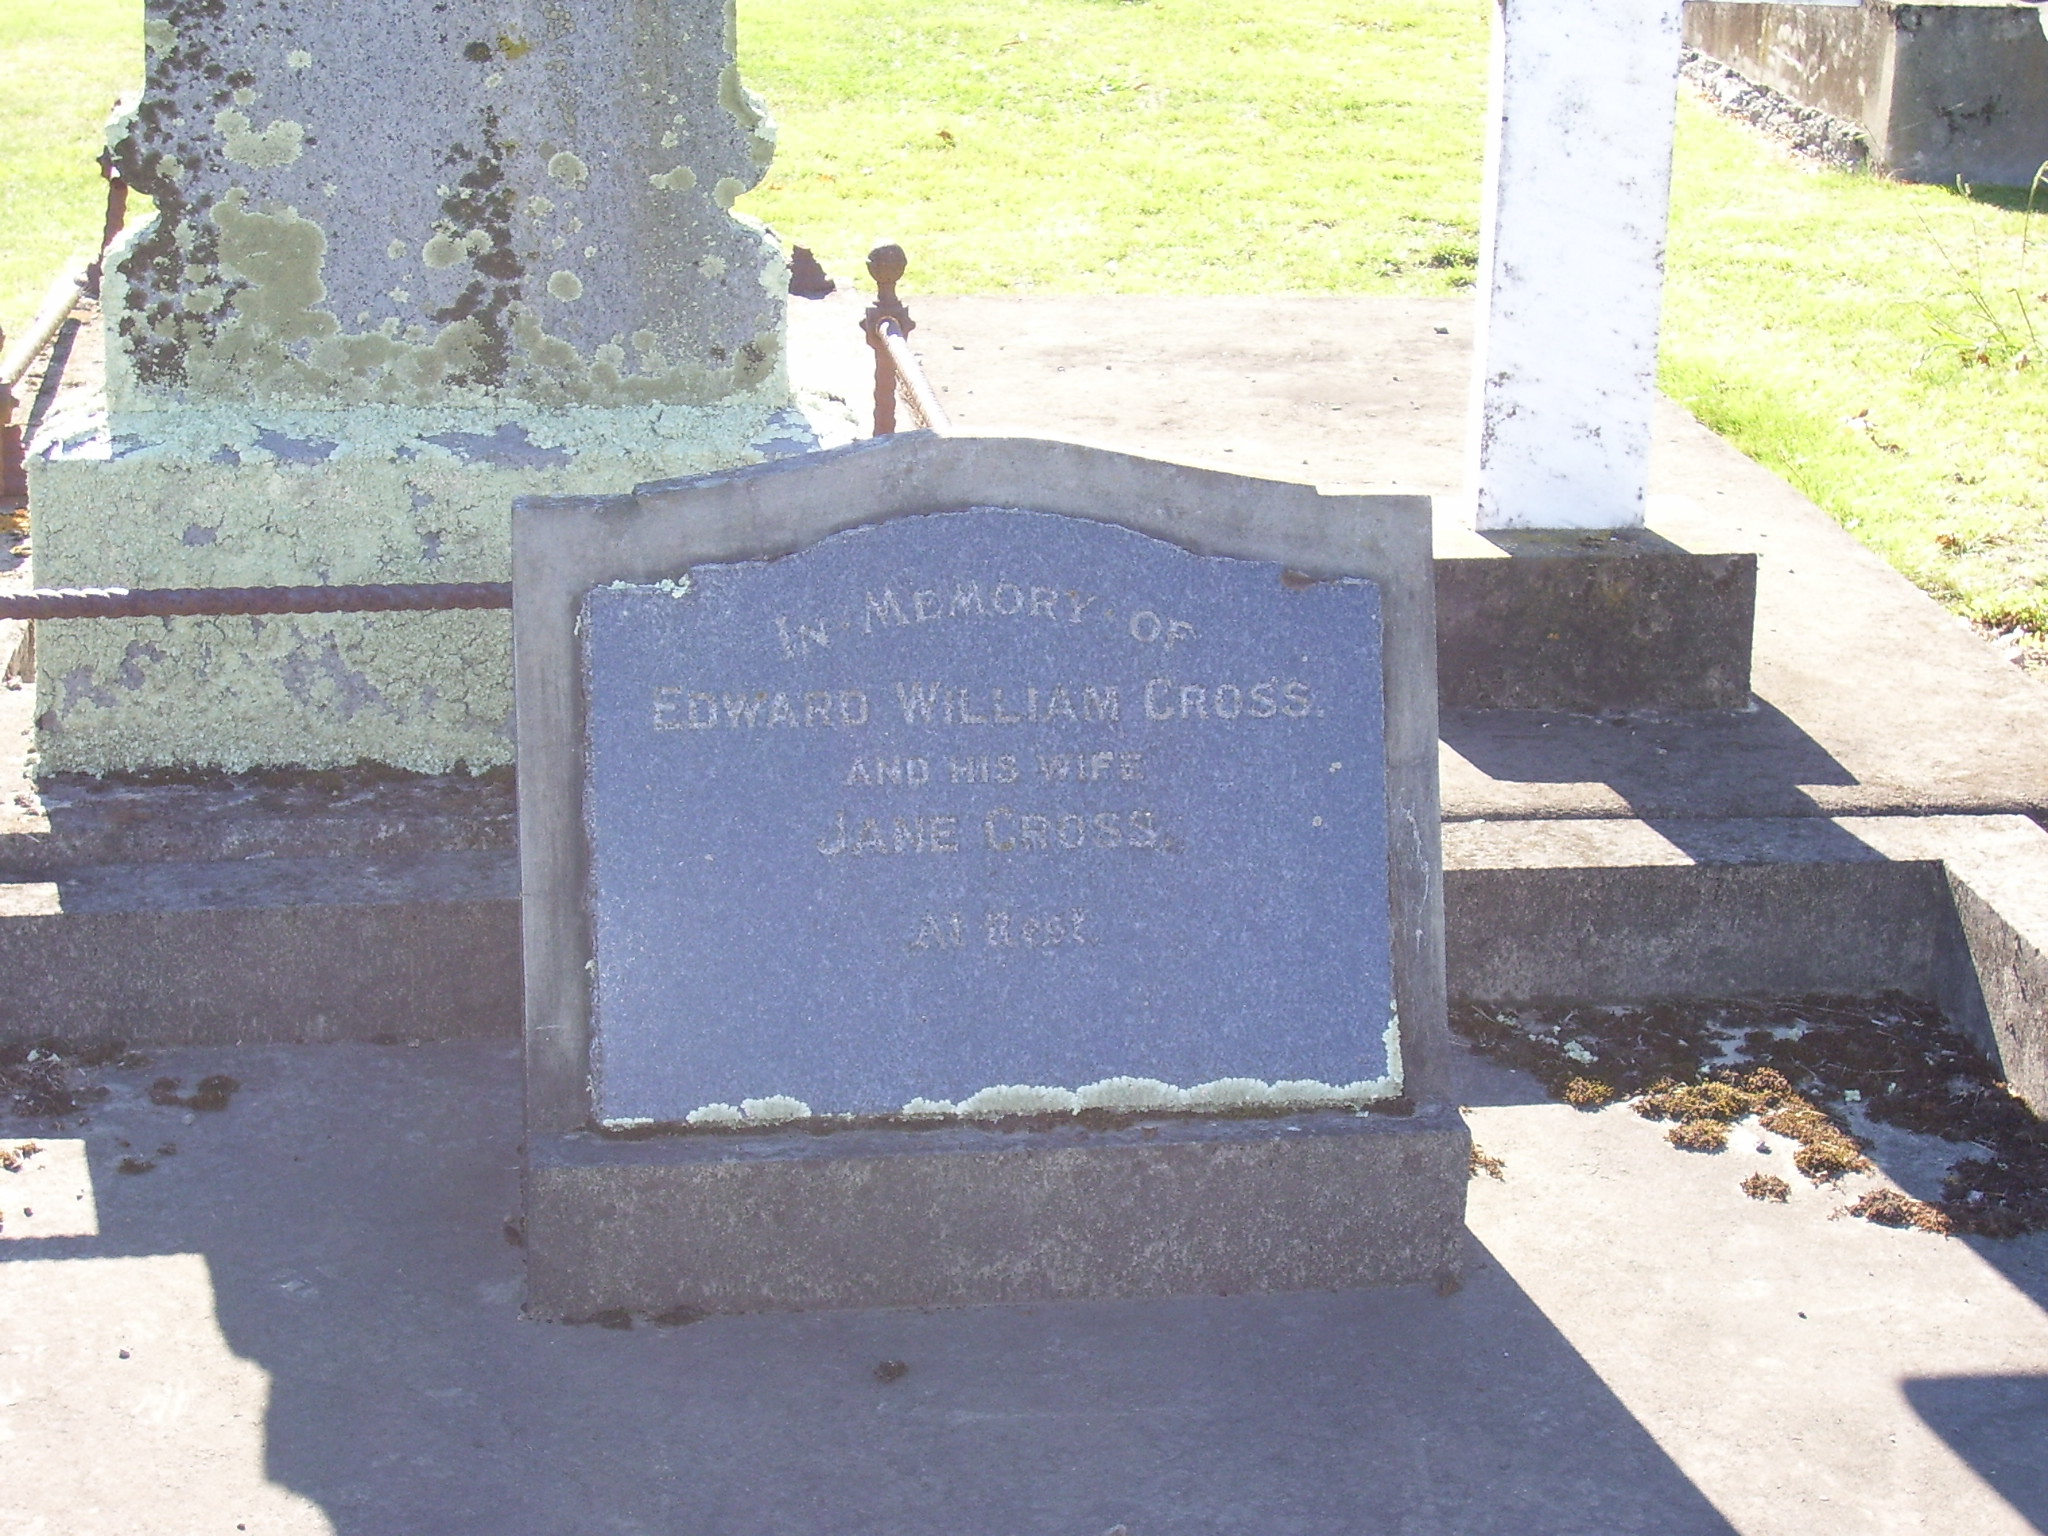 IN · MEMORY · OF
EDWARD WILLIAM CROSS.
AND HIS WIFE
JANE CROSS.
At Rest.